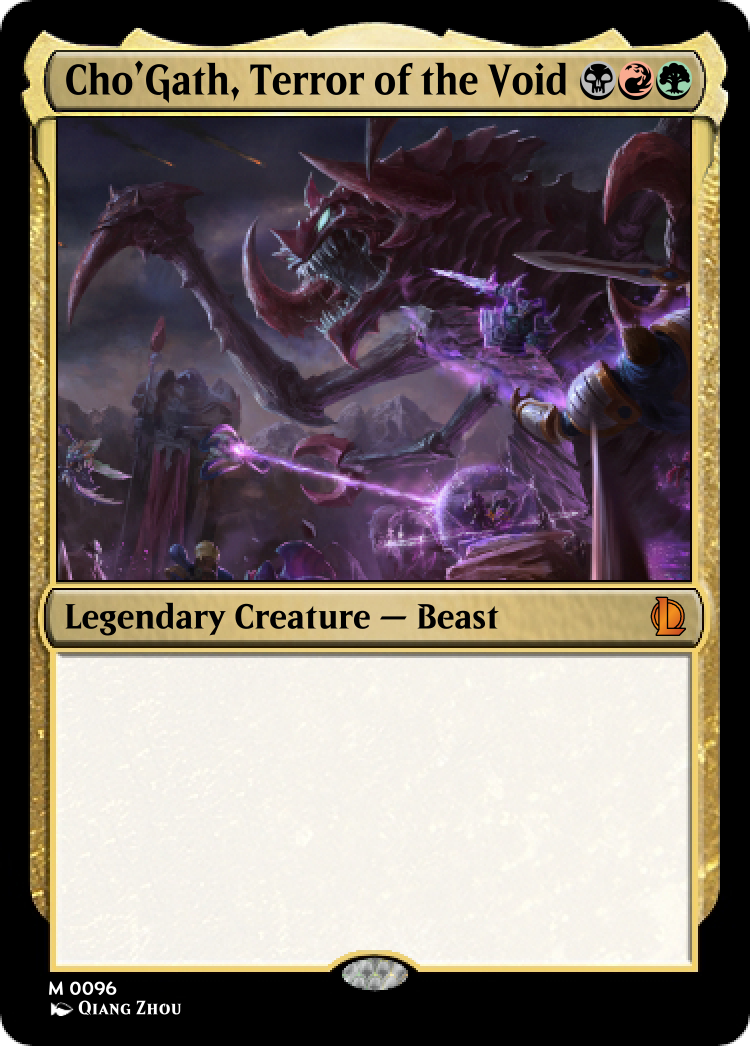 Cho'Gath, Terror of the Void
Legendary Creature — Beast
M 0096
Qiang Zhou